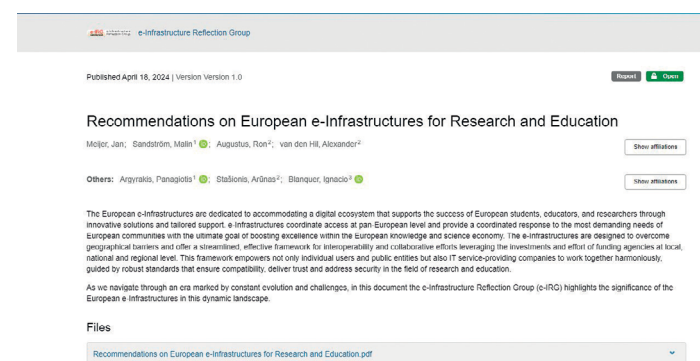 e-Infrastructure Reflection Group
Published April 18, 2024 | Version Version 1.0
Report
Open
Recommendations on European e-Infrastructures for Research and Education
Meijer, Jan; Sandström, Malin1 ; Augustus, Ron2; van den Hil, Alexander2
Show affiliations
Others: Argyrakis, Panagiotis1 ; Stašionis, Arūnas2; Blanquer, Ignacio3
Show affiliations
The European e-Infrastructures are dedicated to accommodating a digital ecosystem that supports the success of European students, educators, and researchers through
innovative solutions and tailored support. e-Infrastructures coordinate access at pan-European level and provide a coordinated response to the most demanding needs of
European communities with the ultimate goal of boosting excellence within the European knowledge and science economy. The e-Infrastructures are designed to overcome
geographical barriers and offer a streamlined, effective framework for interoperability and collaborative efforts leveraging the investments and effort of funding agencies at local,
national and regional level. This framework empowers not only individual users and public entities but also IT service-providing companies to work together harmoniously,
guided by robust standards that ensure compatibility, deliver trust and address security in the field of research and education.
As we navigate through an era marked by constant evolution and challenges, in this document the e-Infrastructure Reflection Group (e-IRG) highlights the significance of the
European e-Infrastructures in this dynamic landscape.
Files
Recommendations on European e-Infrastructures for Research and Education.pdf